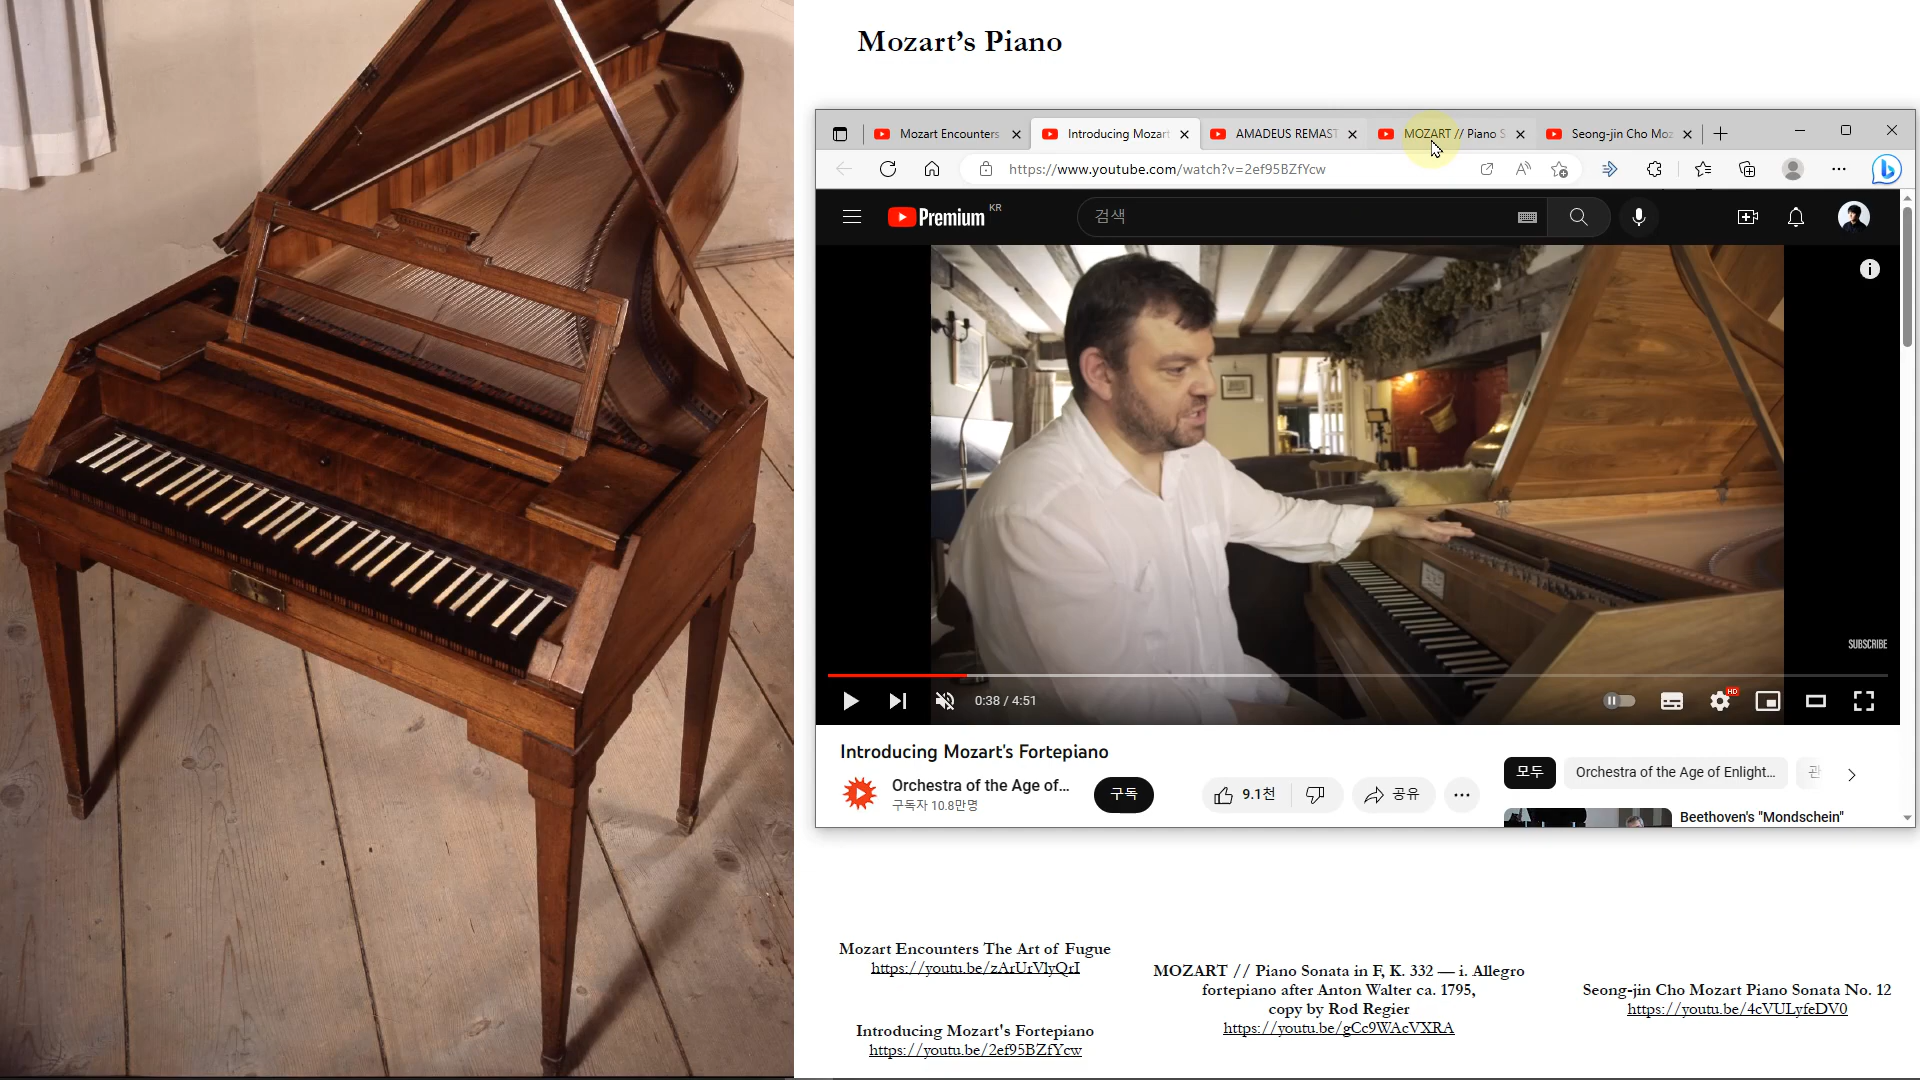 Mozart's Piano
Mozart Encounters
Introducing Mozart
AMADEUS REMAST
MOZART // Piano S
Seong-jin Cho Moz
https://www.youtube.com/watch?v=2ef95BZfYcw
Premium KR
검색
SUBSCRIBE
0:38 / 4:51
HD
Introducing Mozart's Fortepiano
Orchestra of the Age of...
구독자 10.8만명
구독
9.1천
공유
모두
Orchestra of the Age of Enlight...
관
Beethoven's "Mondschein"
Mozart Encounters The Art of Fugue
https://youtu.be/zArUrVlyQrI
Introducing Mozart's Fortepiano
https://youtu.be/2ef95BZfYcw
MOZART // Piano Sonata in F, K. 332 — i. Allegro
fortepiano after Anton Walter ca. 1795,
copy by Rod Regier
https://youtu.be/gCc9WAcVXRA
Seong-jin Cho Mozart Piano Sonata No. 12
https://youtu.be/4cVULyfeDV0